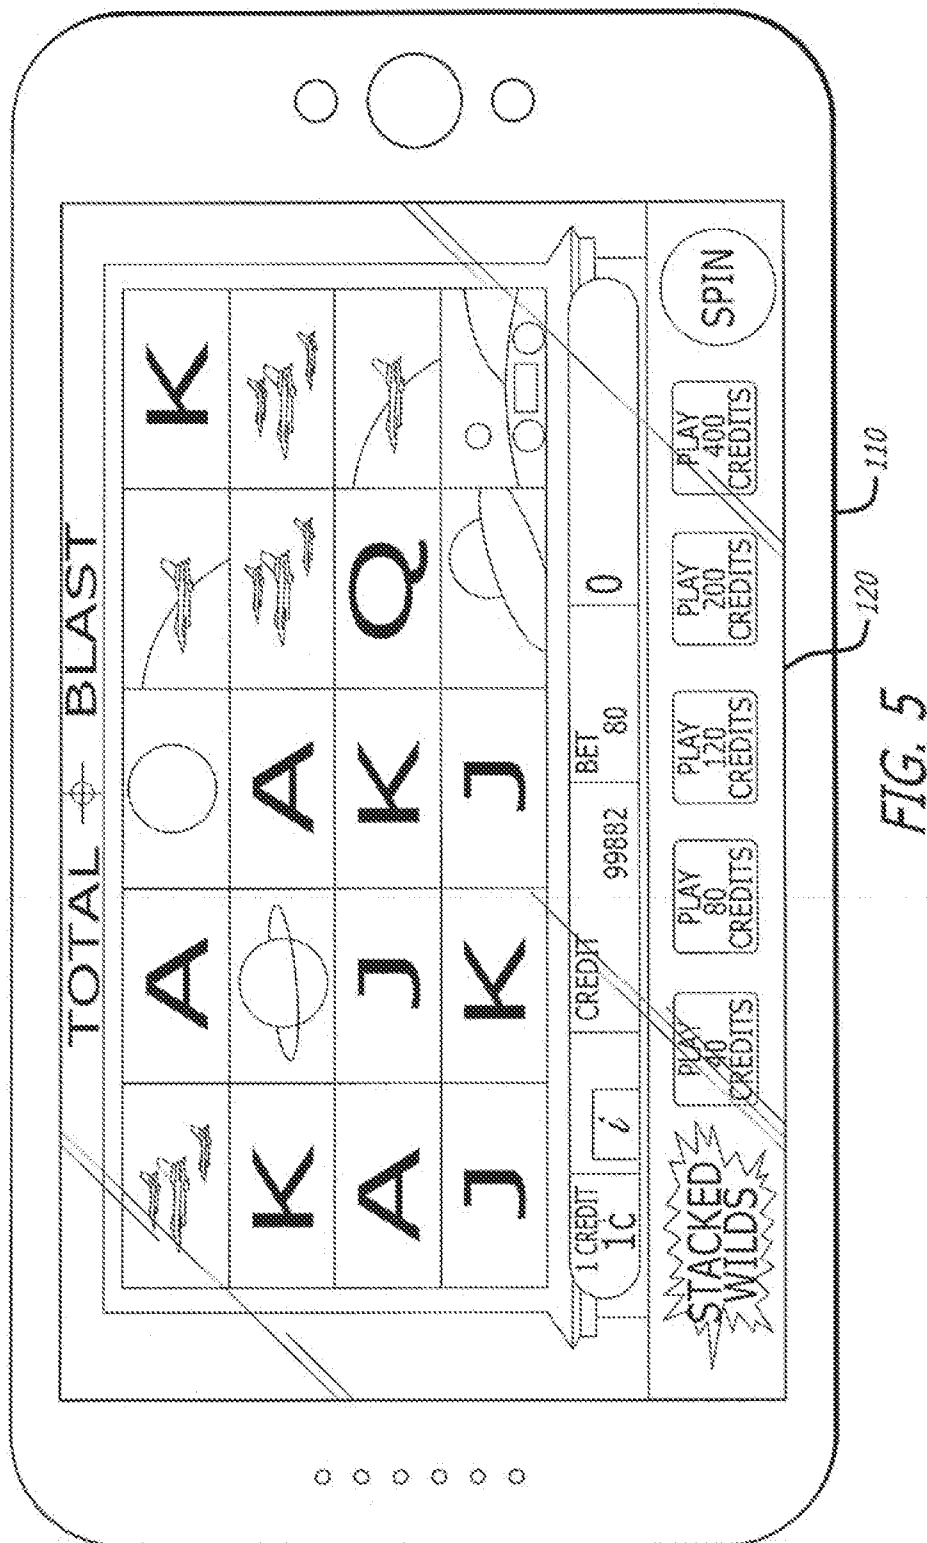 TOTAL BLAST
A K
K A
A J K Q
J K J
1 CREDIT
1C
i
CREDIT
99882
BET
80
0
STACKED
WILDS
PLAY
40
CREDITS
PLAY
80
CREDITS
PLAY
120
CREDITS
PLAY
200
CREDITS
PLAY
400
CREDITS
SPIN
120
110
FIG. 5